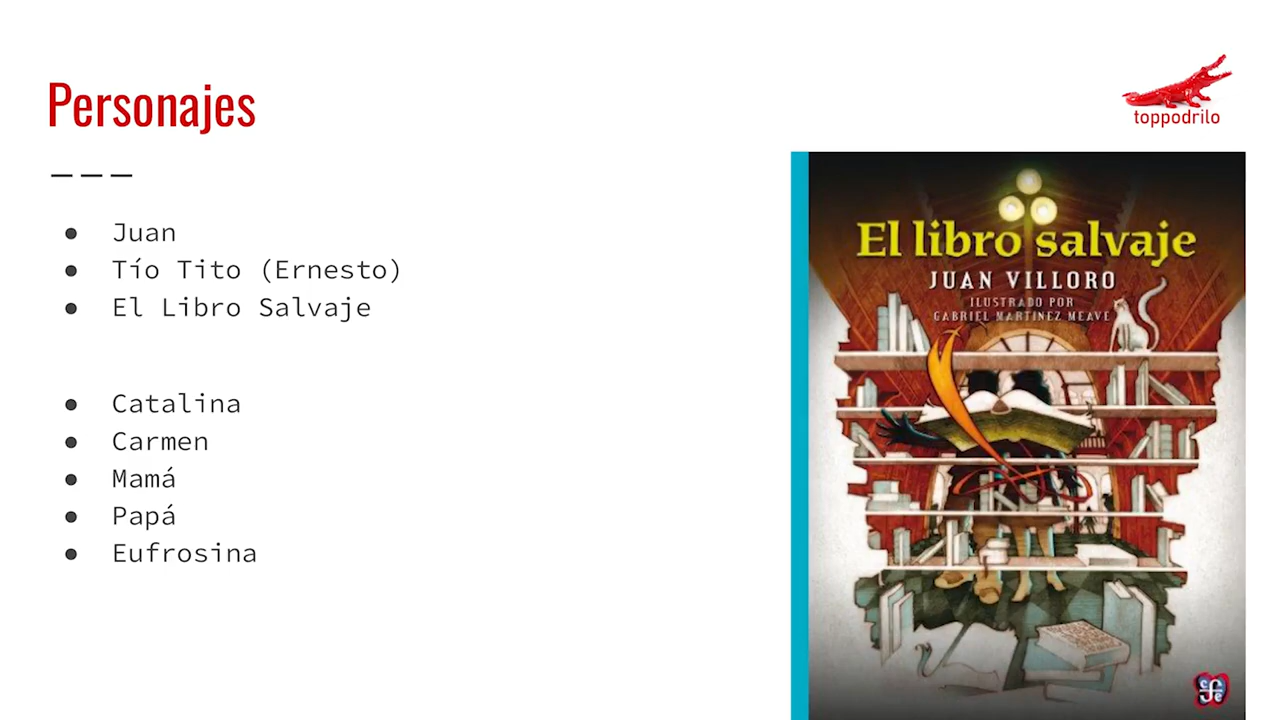 Personajes
toppodrilo
Juan
Tío Tito (Ernesto)
El Libro Salvaje
Catalina
Carmen
Mamá
Papá
Eufrosina
El libro salvaje
JUAN VILLORO
ILUSTRADO POR
GABRIEL MARTÍNEZ MEAVE